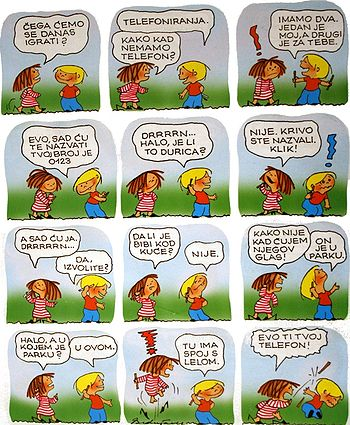 ČEGA ĆEMO
SE DANAS
IGRATI?
TELEFONIRANJA.
KAKO KAD
NEMAMO
TELEFON?
IMAMO DVA.
JEDAN JE
MOJ, A DRUGI
JE ZA TEBE.
!
EVO, SAD ĆU
TE NAZVATI
TVOJ BROJ JE
0123
DRRRRN...
HALO, JE LI
TO ĐURICA?
NIJE. KRIVO
STE NAZVALI.
KLIK!
!
A SAD ĆU JA.
DRRRRRN...
DA,
IZVOLITE?
DA LI JE
BIBI KOD
KUĆE?
NIJE.
KAKO NIJE
KAD ČUJEM
NJEGOV
GLAS!
ON JE
U PARKU.
HALO, A U
KOJEM JE
PARKU?
U OVOM.
TU IMA
SPOJ S
LELOM.
EVO TI TVOJ
TELEFON!